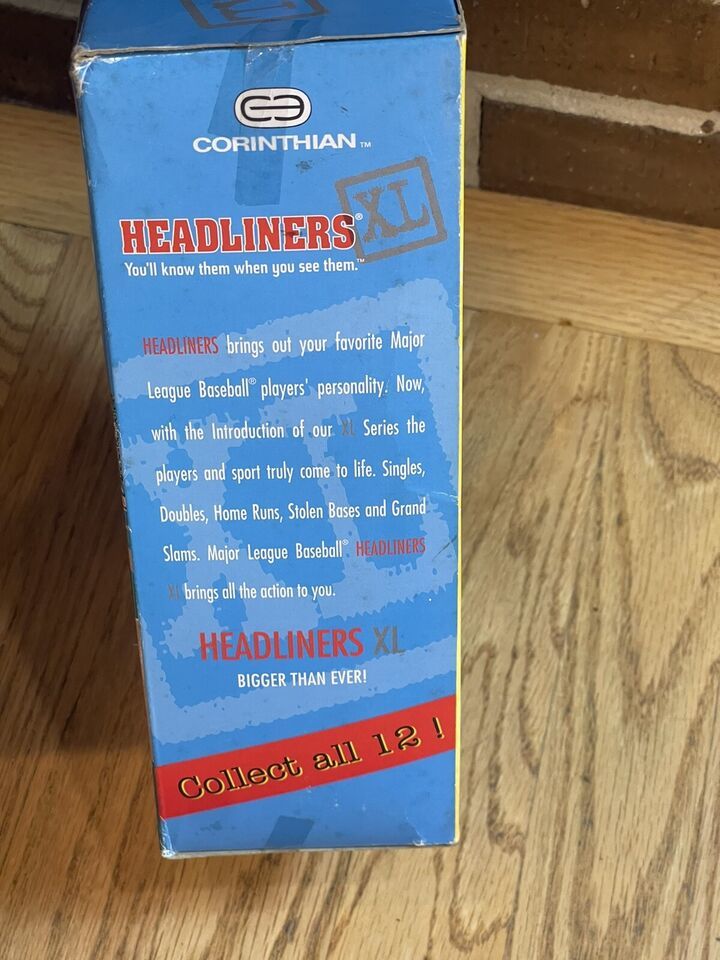 CORINTHIAN™
HEADLINERS® XL
You'll know them when you see them.™
HEADLINERS brings out your favorite Major
League Baseball® players' personality. Now,
with the Introduction of our XL Series the
players and sport truly come to life. Singles,
Doubles, Home Runs, Stolen Bases and Grand
Slams. Major League Baseball® HEADLINERS
XL brings all the action to you.
HEADLINERS XL
BIGGER THAN EVER!
Collect all 12 !